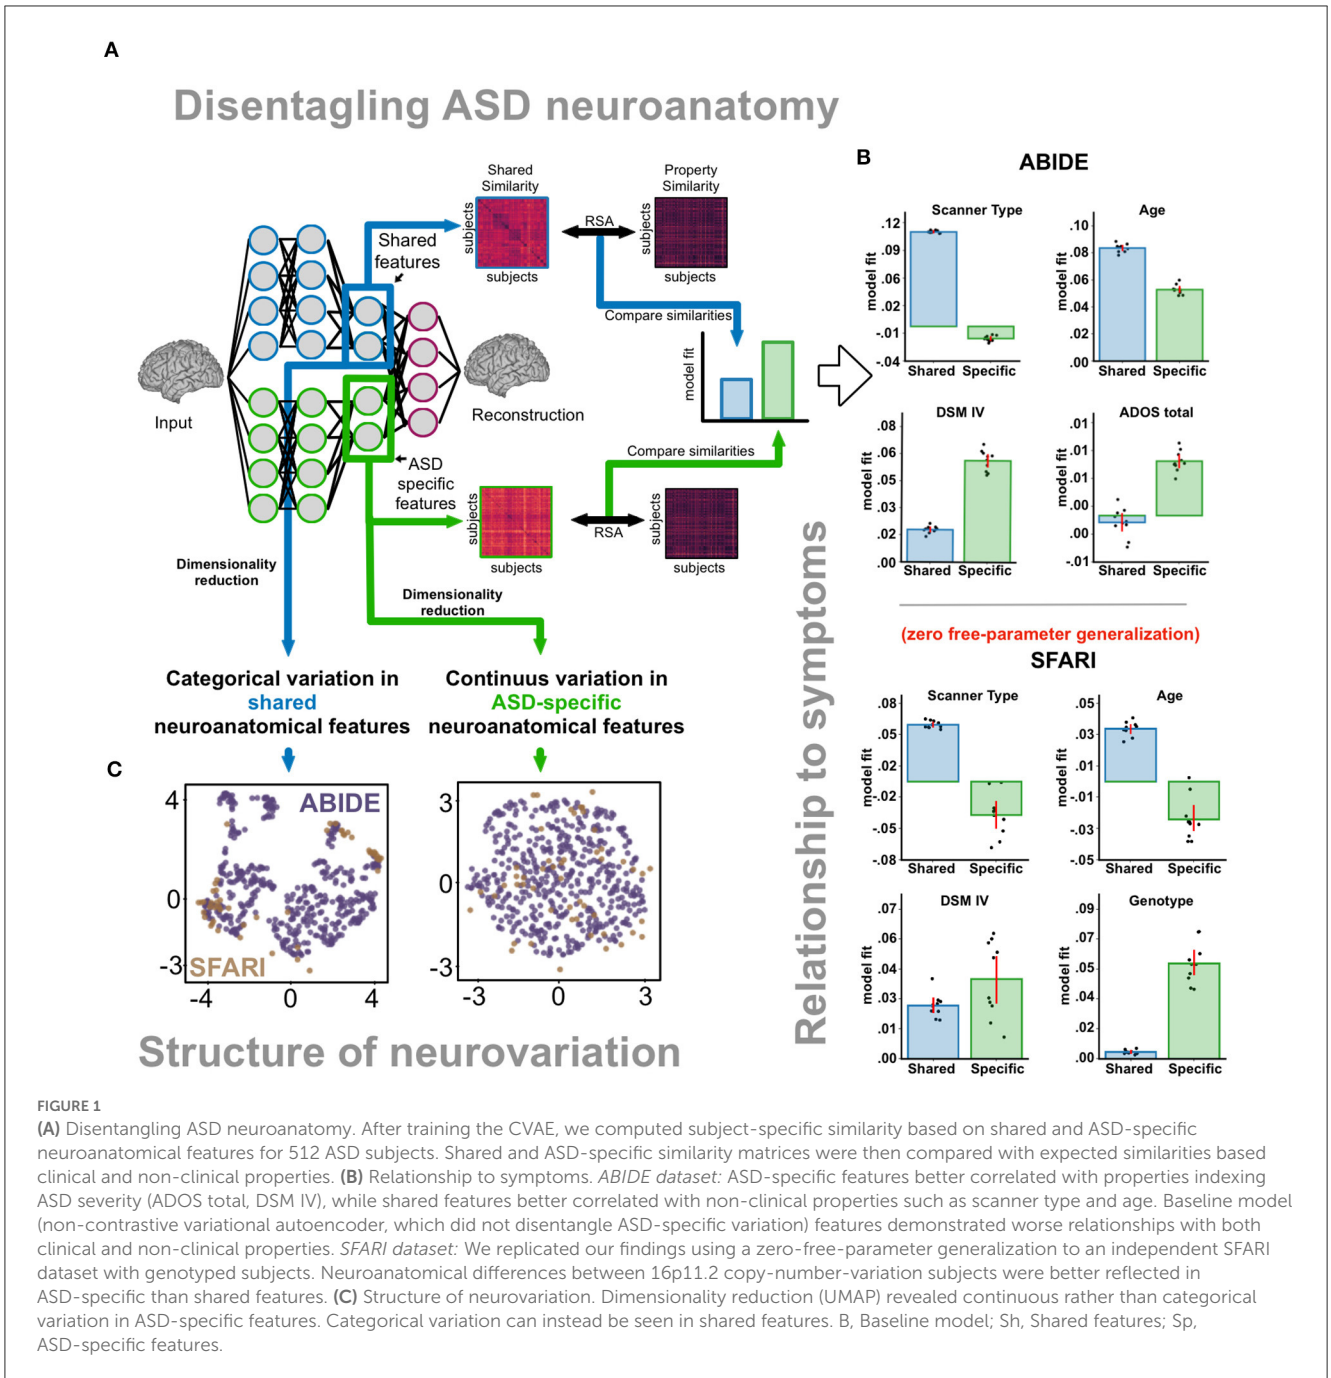 A
Disentagling ASD neuroanatomy
Shared
Similarity
Property
Similarity
subjects
subjects
RSA
subjects
subjects
Shared
features
Compare similarities
model fit
Input
Reconstruction
ASD
specific
features
Compare similarities
subjects
subjects
RSA
subjects
subjects
Dimensionality
reduction
Dimensionality
reduction
Categorical variation in
shared
neuroanatomical features
Continuus variation in
ASD-specific
neuroanatomical features
B
ABIDE
Relationship to symptoms
Scanner Type
model fit
.12
.09
.06
.02
-.01
-.04
Shared
Specific
Age
model fit
.10
.08
.06
.04
.02
.00
Shared
Specific
DSM IV
model fit
.08
.06
.05
.03
.02
.00
Shared
Specific
ADOS total
model fit
.01
.01
.01
.00
.00
-.01
Shared
Specific
(zero free-parameter generalization)
SFARI
Scanner Type
model fit
.08
.05
.02
-.02
-.05
-.08
Shared
Specific
Age
model fit
.05
.03
.01
-.01
-.03
-.05
Shared
Specific
DSM IV
model fit
.07
.06
.04
.03
.01
.00
Shared
Specific
Genotype
model fit
.09
.07
.05
.04
.02
.00
Shared
Specific
C
ABIDE
SFARI
4
0
-3
-4
0
4
3
0
-3
-3
0
3
Structure of neurovariation
FIGURE 1
(A) Disentangling ASD neuroanatomy. After training the CVAE, we computed subject-specific similarity based on shared and ASD-specific
neuroanatomical features for 512 ASD subjects. Shared and ASD-specific similarity matrices were then compared with expected similarities based
clinical and non-clinical properties. (B) Relationship to symptoms. ABIDE dataset: ASD-specific features better correlated with properties indexing
ASD severity (ADOS total, DSM IV), while shared features better correlated with non-clinical properties such as scanner type and age. Baseline model
(non-contrastive variational autoencoder, which did not disentangle ASD-specific variation) features demonstrated worse relationships with both
clinical and non-clinical properties. SFARI dataset: We replicated our findings using a zero-free-parameter generalization to an independent SFARI
dataset with genotyped subjects. Neuroanatomical differences between 16p11.2 copy-number-variation subjects were better reflected in
ASD-specific than shared features. (C) Structure of neurovariation. Dimensionality reduction (UMAP) revealed continuous rather than categorical
variation in ASD-specific features. Categorical variation can instead be seen in shared features. B, Baseline model; Sh, Shared features; Sp,
ASD-specific features.